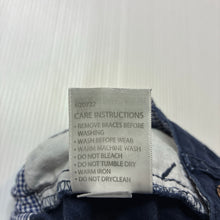 CARE INSTRUCTIONS
• REMOVE BRACES BEFORE
WASHING
• WASH BEFORE WEAR
• WARM MACHINE WASH
• DO NOT BLEACH
• DO NOT TUMBLE DRY
• WARM IRON
• DO NOT DRYCLEAN